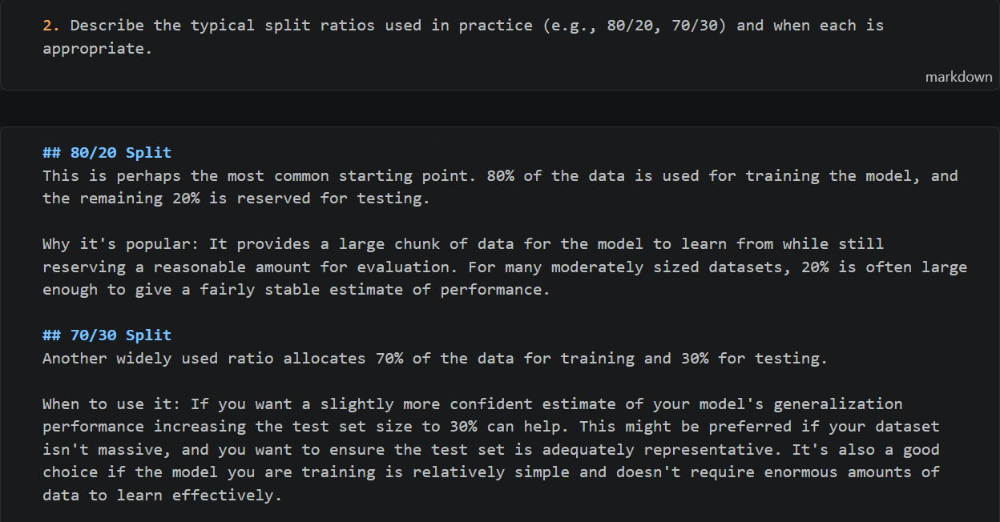 2. Describe the typical split ratios used in practice (e.g., 80/20, 70/30) and when each is
appropriate.
markdown
## 80/20 Split
This is perhaps the most common starting point. 80% of the data is used for training the model, and
the remaining 20% is reserved for testing.
Why it's popular: It provides a large chunk of data for the model to learn from while still
reserving a reasonable amount for evaluation. For many moderately sized datasets, 20% is often large
enough to give a fairly stable estimate of performance.
## 70/30 Split
Another widely used ratio allocates 70% of the data for training and 30% for testing.
When to use it: If you want a slightly more confident estimate of your model's generalization
performance increasing the test set size to 30% can help. This might be preferred if your dataset
isn't massive, and you want to ensure the test set is adequately representative. It's also a good
choice if the model you are training is relatively simple and doesn't require enormous amounts of
data to learn effectively.